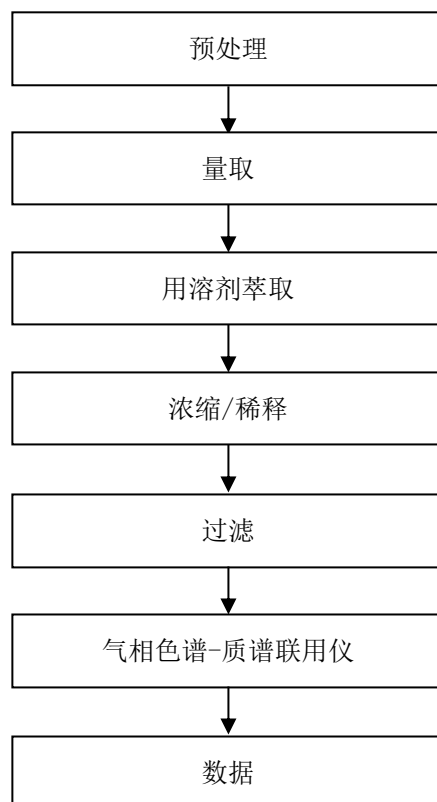 预处理
量取
用溶剂萃取
浓缩/稀释
过滤
气相色谱-质谱联用仪
数据